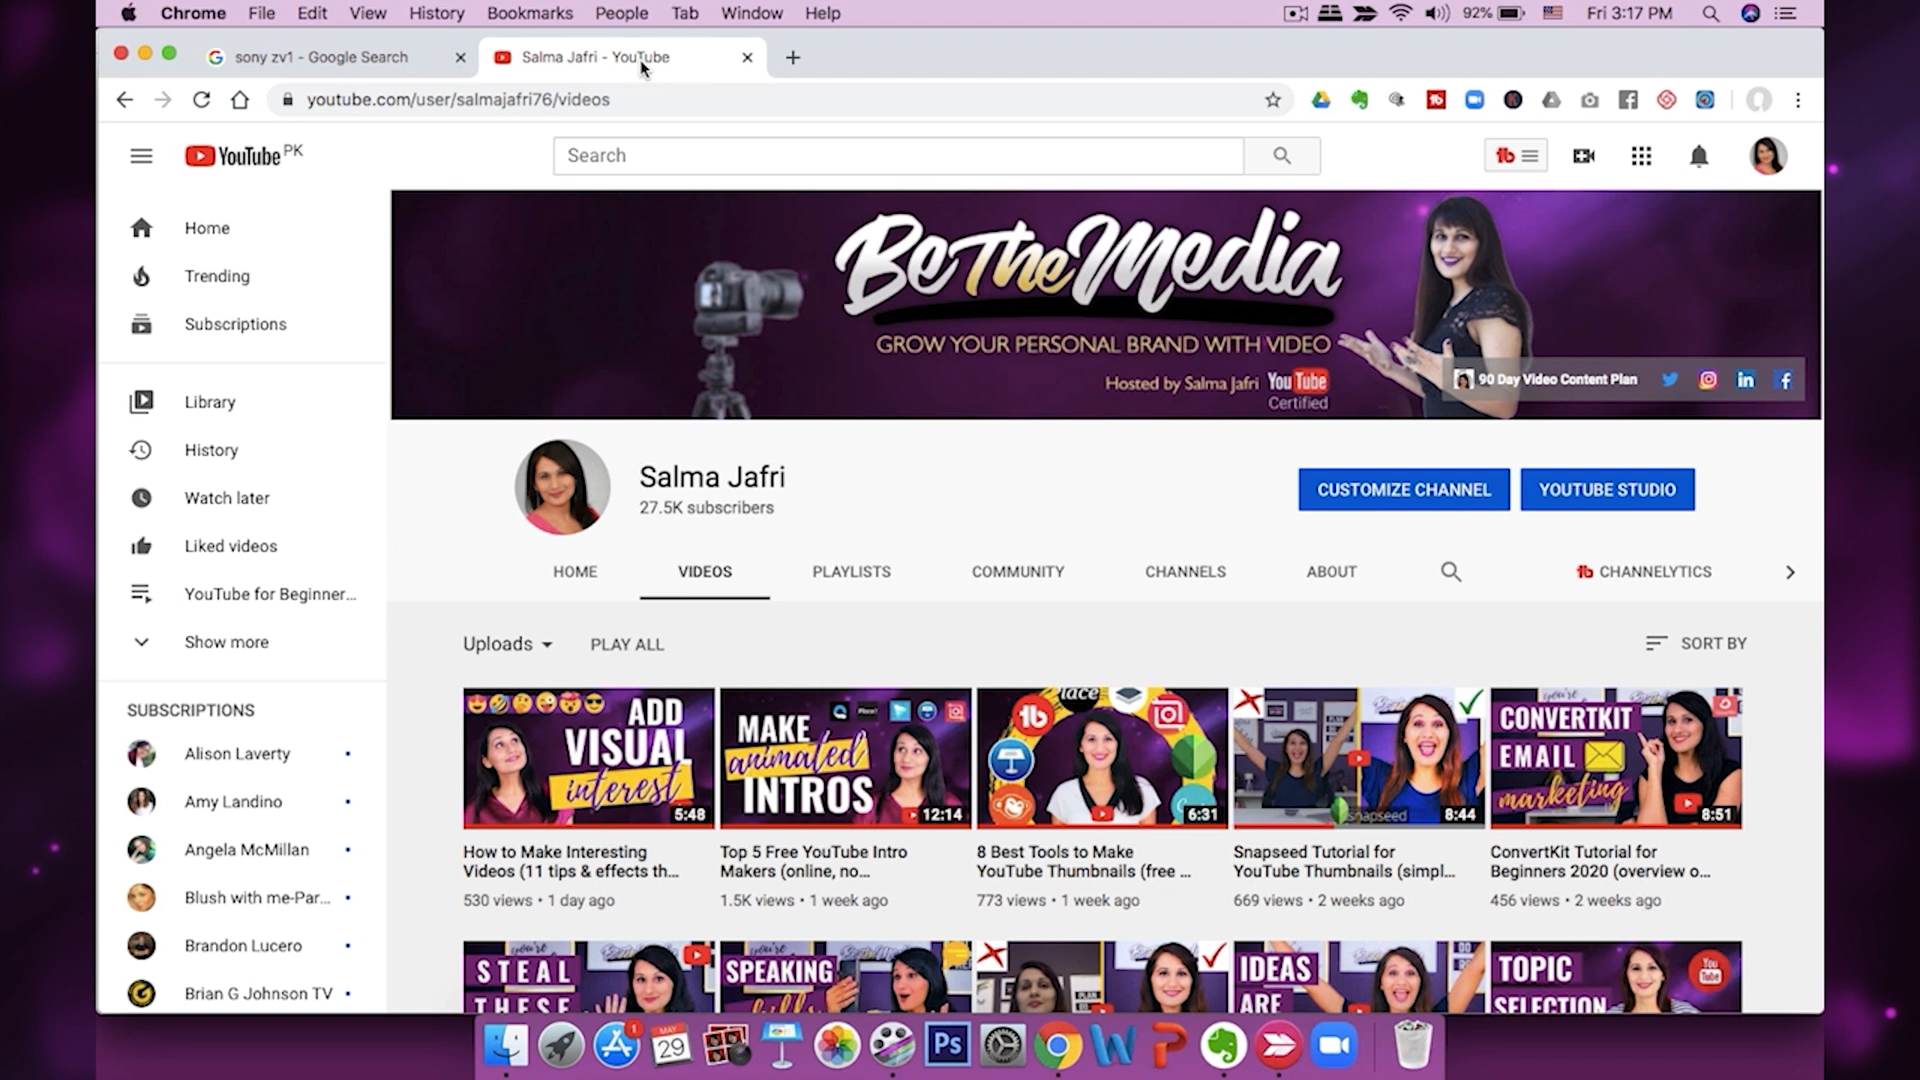 Chrome File Edit View History Bookmarks People Tab Window Help
92% Fri 3:17 PM
sony zv1 - Google Search
Salma Jafri - YouTube
youtube.com/user/salmajafri76/videos
YouTube PK
Search
Home
Trending
Subscriptions
Library
History
Watch later
Liked videos
YouTube for Beginner...
Show more
SUBSCRIPTIONS
Alison Laverty
Amy Landino
Angela McMillan
Blush with me-Par...
Brandon Lucero
Brian G Johnson TV
BeTheMedia
GROW YOUR PERSONAL BRAND WITH VIDEO
Hosted by Salma Jafri YouTube
Certified
90 Day Video Content Plan
Salma Jafri
27.5K subscribers
CUSTOMIZE CHANNEL
YOUTUBE STUDIO
HOME VIDEOS PLAYLISTS COMMUNITY CHANNELS ABOUT CHANNELYTICS
Uploads PLAY ALL
SORT BY
ADD
VISUAL
interest
5:48
How to Make Interesting
Videos (11 tips & effects th...
530 views • 1 day ago
MAKE
animated
INTROS
12:14
Top 5 Free YouTube Intro
Makers (online, no...
1.5K views • 1 week ago
place
6:31
8 Best Tools to Make
YouTube Thumbnails (free ...
773 views • 1 week ago
snapseed
8:44
Snapseed Tutorial for
YouTube Thumbnails (simpl...
669 views • 2 weeks ago
CONVERTKIT
EMAIL
marketing
8:51
ConvertKit Tutorial for
Beginners 2020 (overview o...
456 views • 2 weeks ago
STEAL
THESE
SPEAKING
IDEAS
ARE
TOPIC
SELECTION
You
Tube
1
MAY
29
Ps